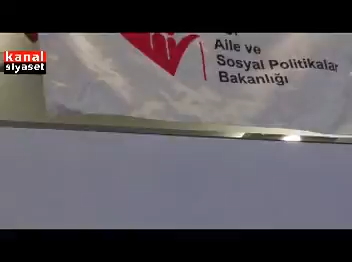 kanal
siyaset
Aile ve
Sosyal Politikalar
Bakanlığı